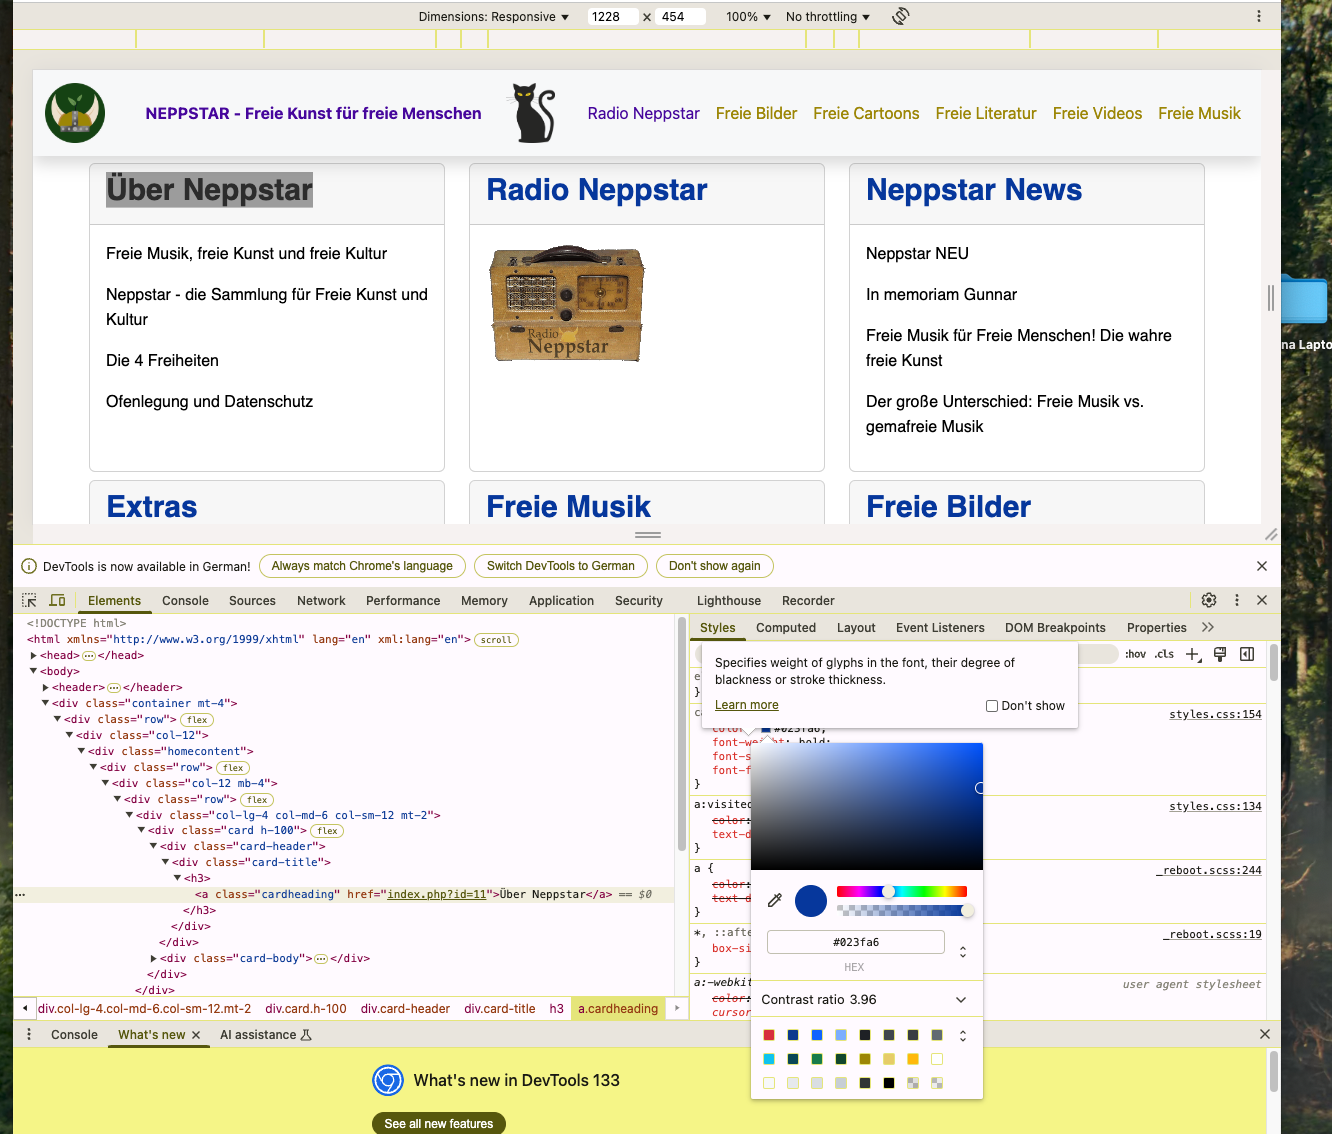 Dimensions: Responsive 1228 × 454 100% No throttling
NEPPSTAR - Freie Kunst für freie Menschen Radio Neppstar Freie Bilder Freie Cartoons Freie Literatur Freie Videos Freie Musik
Über Neppstar
Freie Musik, freie Kunst und freie Kultur
Neppstar - die Sammlung für Freie Kunst und
Kultur
Die 4 Freiheiten
Ofenlegung und Datenschutz
Radio Neppstar
Radio
Neppstar
Neppstar News
Neppstar NEU
In memoriam Gunnar
Freie Musik für Freie Menschen! Die wahre
freie Kunst
Der große Unterschied: Freie Musik vs.
gemafreie Musik
Extras
Freie Musik
Freie Bilder
na Lapto
DevTools is now available in German! Always match Chrome's language Switch DevTools to German Don't show again
Elements Console Sources Network Performance Memory Application Security Lighthouse Recorder
<!DOCTYPE html>
<html xmlns="http://www.w3.org/1999/xhtml" lang="en" xml:lang="en"> scroll
<head> ··· </head>
<body>
<header> ··· </header>
<div class="container mt-4">
<div class="row"> flex
<div class="col-12">
<div class="homecontent">
<div class="row"> flex
<div class="col-12 mb-4">
<div class="row"> flex
<div class="col-lg-4 col-md-6 col-sm-12 mt-2">
<div class="card h-100"> flex
<div class="card-header">
<div class="card-title">
<h3>
··· <a class="cardheading" href="index.php?id=11">Über Neppstar</a> == $0
</h3>
</div>
</div>
<div class="card-body"> ··· </div>
</div>
</div>
div.col-lg-4.col-md-6.col-sm-12.mt-2 div.card.h-100 div.card-header div.card-title h3 a.cardheading
Styles Computed Layout Event Listeners DOM Breakpoints Properties
:hov .cls
Specifies weight of glyphs in the font, their degree of
blackness or stroke thickness.
Learn more Don't show
e
}
ca styles.css:154
color: #023fa6;
font-weight: bold;
font-s
font-f
}
a:visited styles.css:134
color:
text-d
}
a { _reboot.scss:244
color:
text-d
}
*, ::afte _reboot.scss:19
box-si
}
a:-webkit user agent stylesheet
color:
cursor
#023fa6
HEX
Contrast ratio 3.96
Console What's new AI assistance
What's new in DevTools 133
See all new features